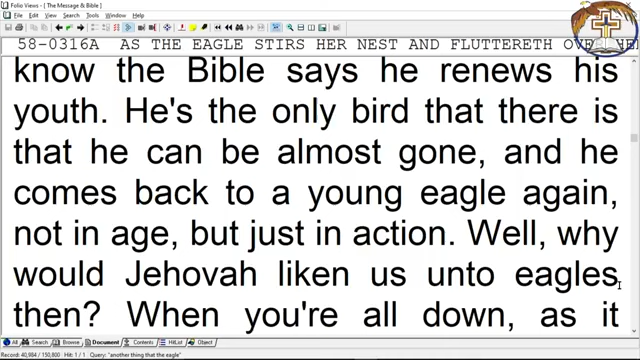 Folio Views - [ The Message & Bible]
File Edit View Search Layout Tools Window Help
58-0316A AS THE EAGLE STIRS HER NEST AND FLUTTERETH OVE
know the Bible says he renews his
youth. He's the only bird that there is
that he can be almost gone, and he
comes back to a young eagle again,
not in age, but just in action. Well, why
would Jehovah liken us unto eagles
then? When you're all down, as it
All Search Browse Document Contents HitList Object
Record: 40,984 / 150,800 Hit: 1 / 1 Query: "another thing that the eagle"